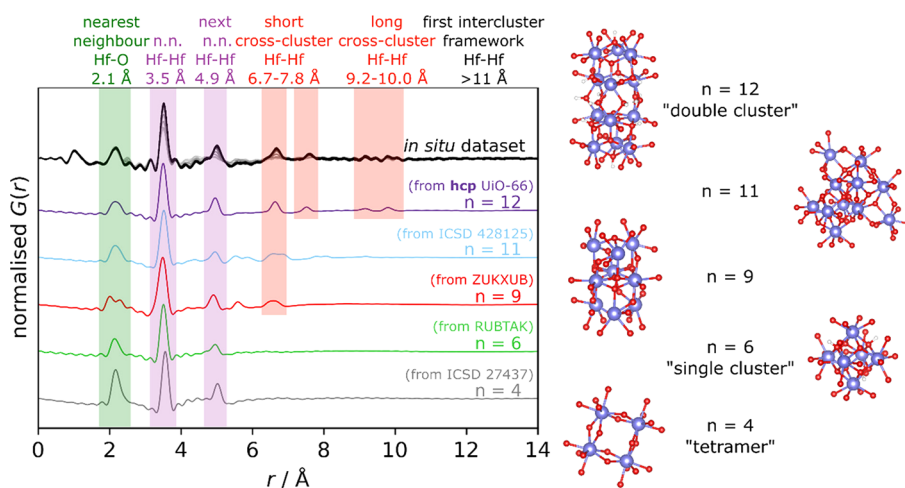 nearest
neighbour
Hf-O
2.1 Å
n.n.
Hf-Hf
3.5 Å
next
n.n.
Hf-Hf
4.9 Å
short
cross-cluster
Hf-Hf
6.7-7.8 Å
long
cross-cluster
Hf-Hf
9.2-10.0 Å
first intercluster
framework
Hf-Hf
>11 Å
normalised G(r)
in situ dataset
(from hcp UiO-66)
n = 12
(from ICSD 428125)
n = 11
(from ZUKXUB)
n = 9
(from RUBTAK)
n = 6
(from ICSD 27437)
n = 4
0 2 4 6 8 10 12 14
r / Å
n = 12
"double cluster"
n = 11
n = 9
n = 6
"single cluster"
n = 4
"tetramer"